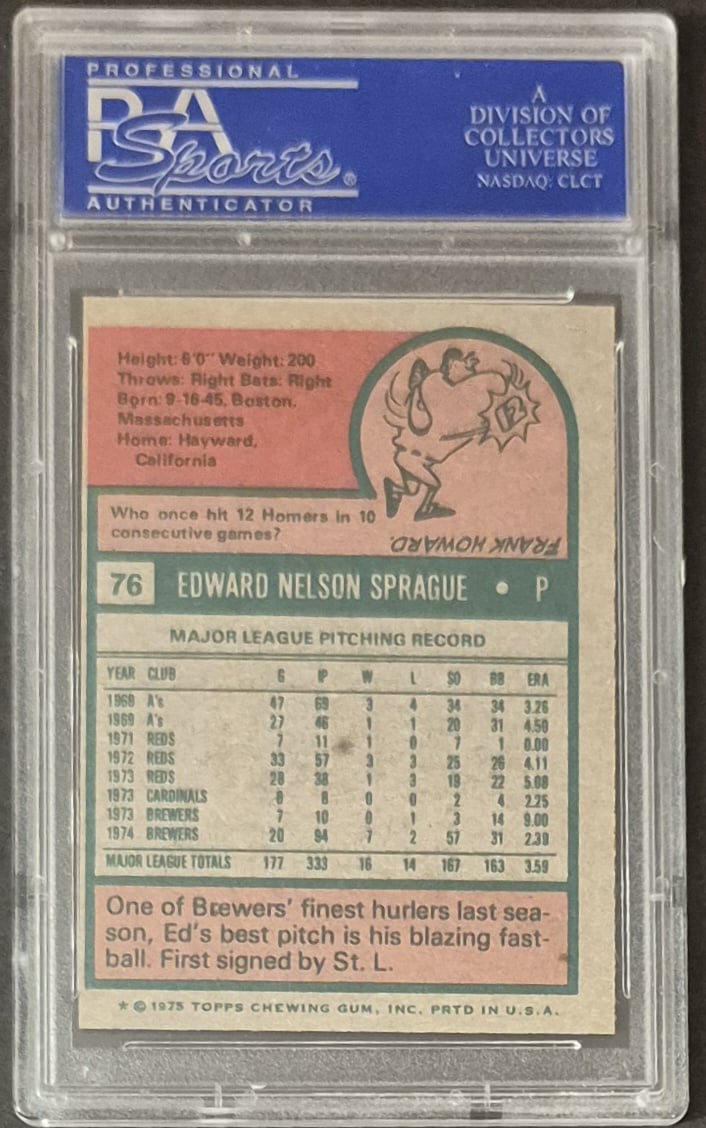 PROFESSIONAL
PSA
Sports®
AUTHENTICATOR
A
DIVISION OF
COLLECTORS
UNIVERSE
NASDAQ: CLCT
Height: 6'0" Weight: 200
Throws: Right Bats: Right
Born: 9-16-45, Boston,
Massachusetts
Home: Hayward,
California
12
Who once hit 12 Homers in 10
consecutive games?
FRANK HOWARD.
76 EDWARD NELSON SPRAGUE • P
MAJOR LEAGUE PITCHING RECORD
YEAR CLUB G IP W L SO BB ERA
1968 A's 47 69 3 4 34 34 3.26
1969 A's 27 46 1 1 20 31 4.50
1971 REDS 7 11 1 0 7 1 0.00
1972 REDS 33 57 3 3 25 26 4.11
1973 REDS 28 38 1 3 19 22 5.08
1973 CARDINALS 8 8 0 0 2 4 2.25
1973 BREWERS 7 10 0 1 3 14 9.00
1974 BREWERS 20 94 7 2 57 31 2.39
MAJOR LEAGUE TOTALS 177 333 16 14 167 163 3.59
One of Brewers' finest hurlers last sea-
son, Ed's best pitch is his blazing fast-
ball. First signed by St. L.
* © 1975 TOPPS CHEWING GUM, INC. PRTD IN U.S.A.